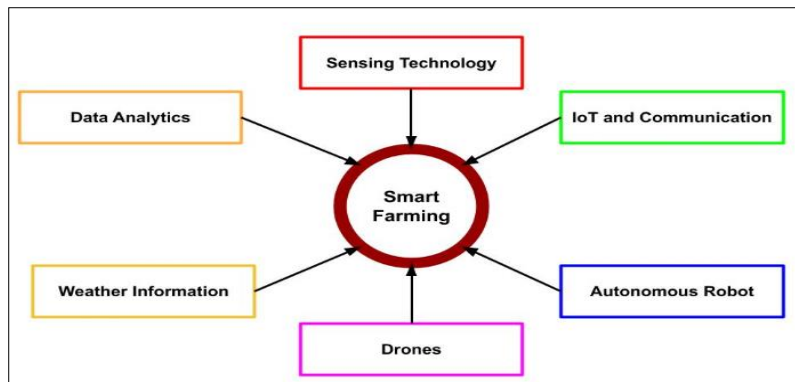 Sensing Technology
Data Analytics
IoT and Communication
Smart
Farming
Weather Information
Autonomous Robot
Drones